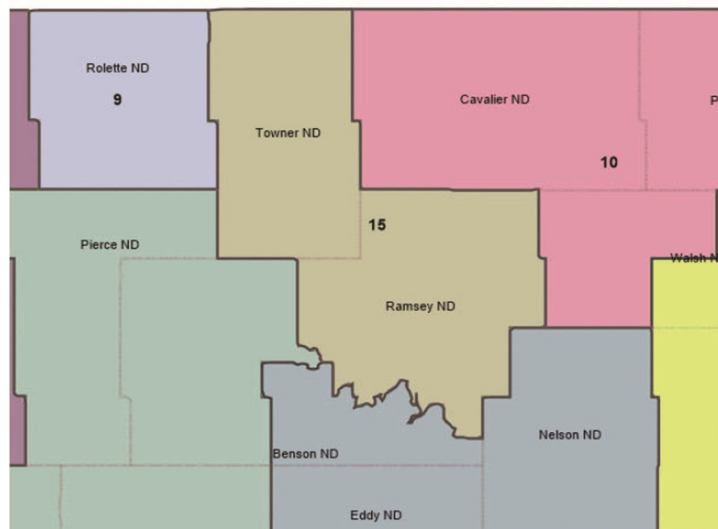 Rolette ND
9
Cavalier ND
P
Towner ND
10
15
Pierce ND
Walsh N
Ramsey ND
Nelson ND
Benson ND
Eddy ND